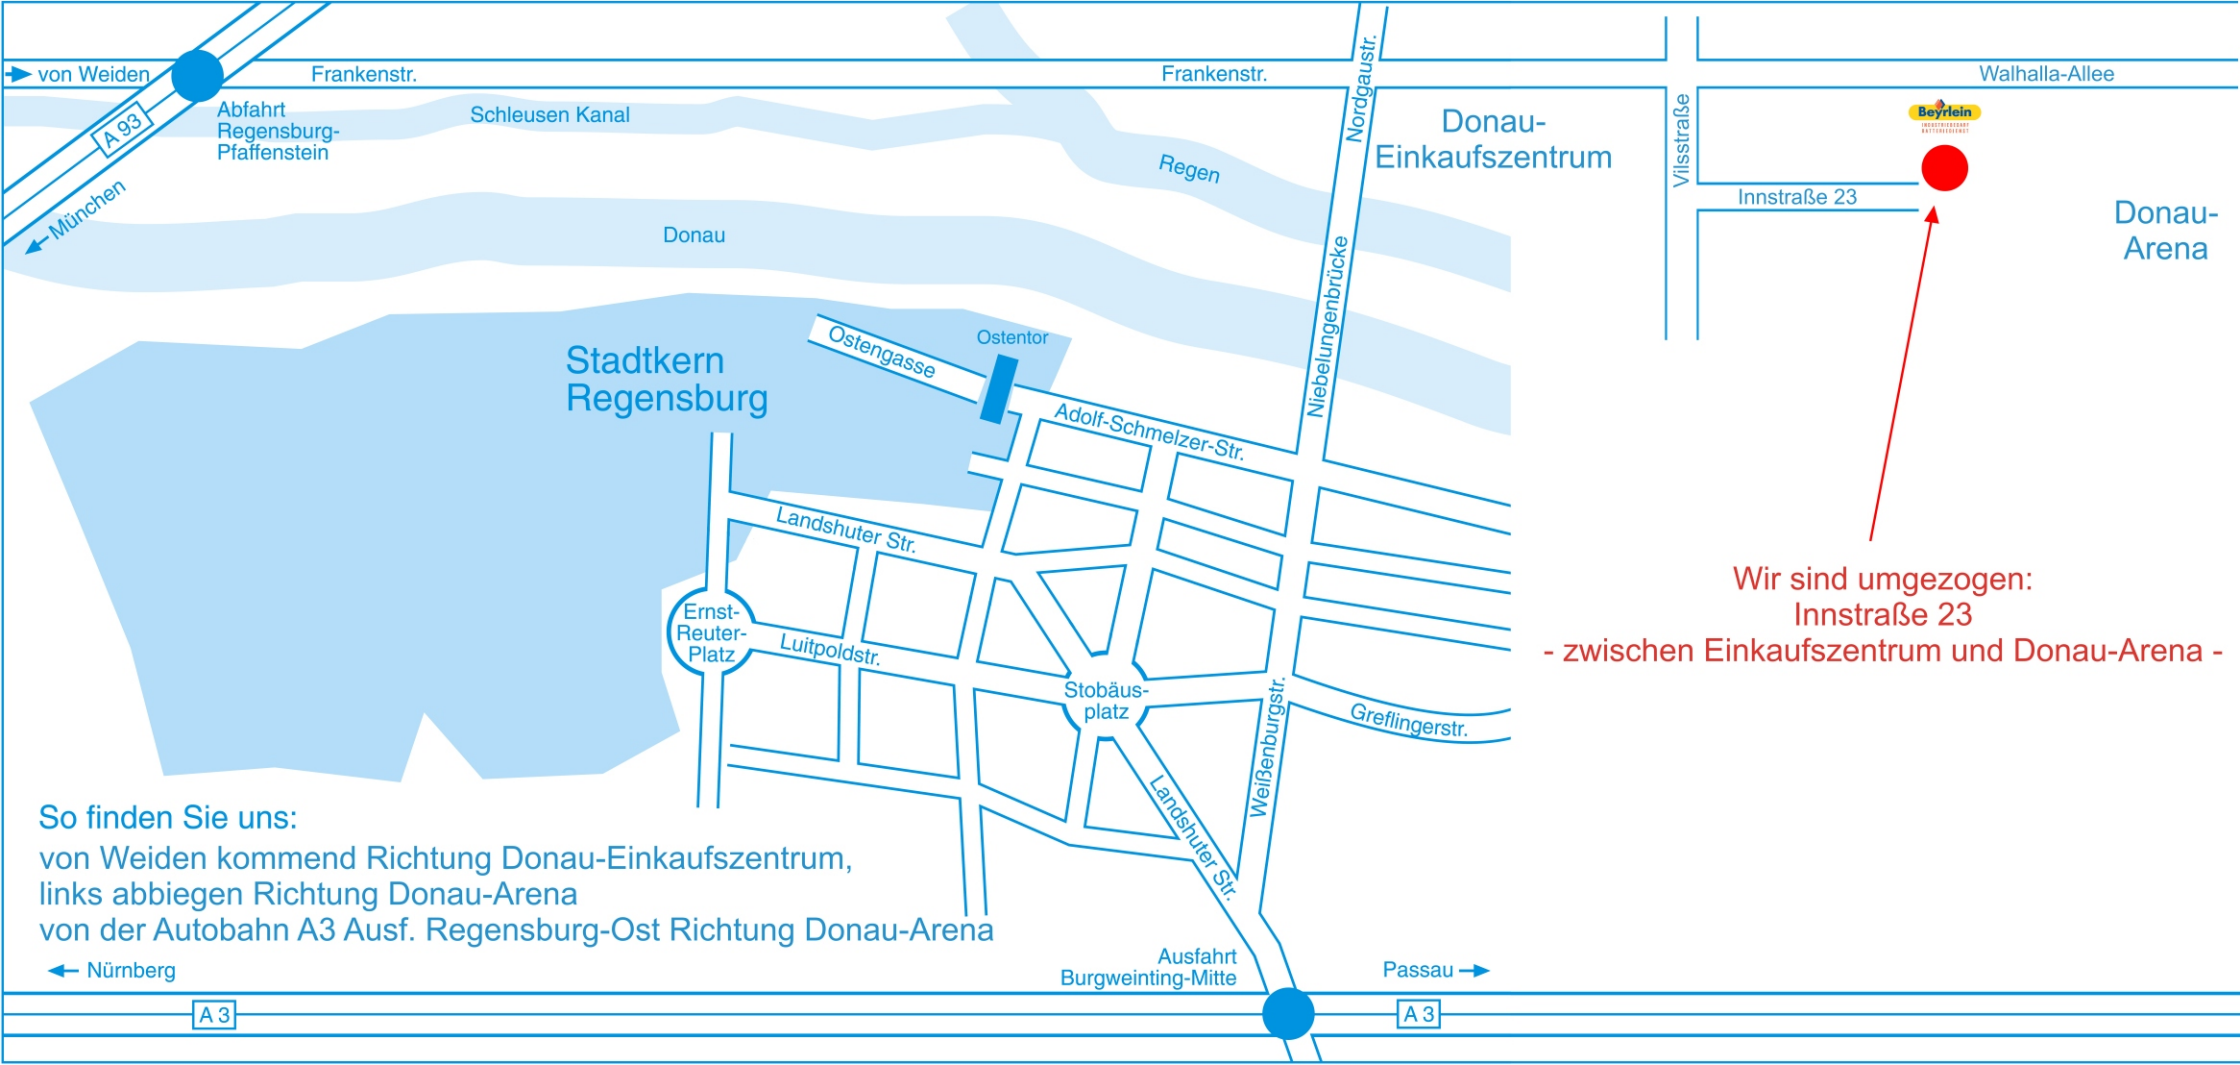 von Weiden
Frankenstr.
Frankenstr.
Nordgaustr.
Walhalla-Allee
Abfahrt
Regensburg-
Pfaffenstein
A 93
München
Schleusen Kanal
Regen
Donau
Donau-
Einkaufszentrum
Vilsstraße
Beyrlein
INDUSTRIEBEDARF
BATTERIEDIENST
Innstraße 23
Donau-
Arena
Niebelungenbrücke
Stadtkern
Regensburg
Ostengasse
Ostentor
Adolf-Schmelzer-Str.
Landshuter Str.
Ernst-
Reuter-
Platz
Luitpoldstr.
Stobäus-
platz
Weißenburgstr.
Greflingerstr.
Landshuter Str.
Wir sind umgezogen:
Innstraße 23
- zwischen Einkaufszentrum und Donau-Arena -
So finden Sie uns:
von Weiden kommend Richtung Donau-Einkaufszentrum,
links abbiegen Richtung Donau-Arena
von der Autobahn A3 Ausf. Regensburg-Ost Richtung Donau-Arena
Nürnberg
Ausfahrt
Burgweinting-Mitte
Passau
A 3
A 3